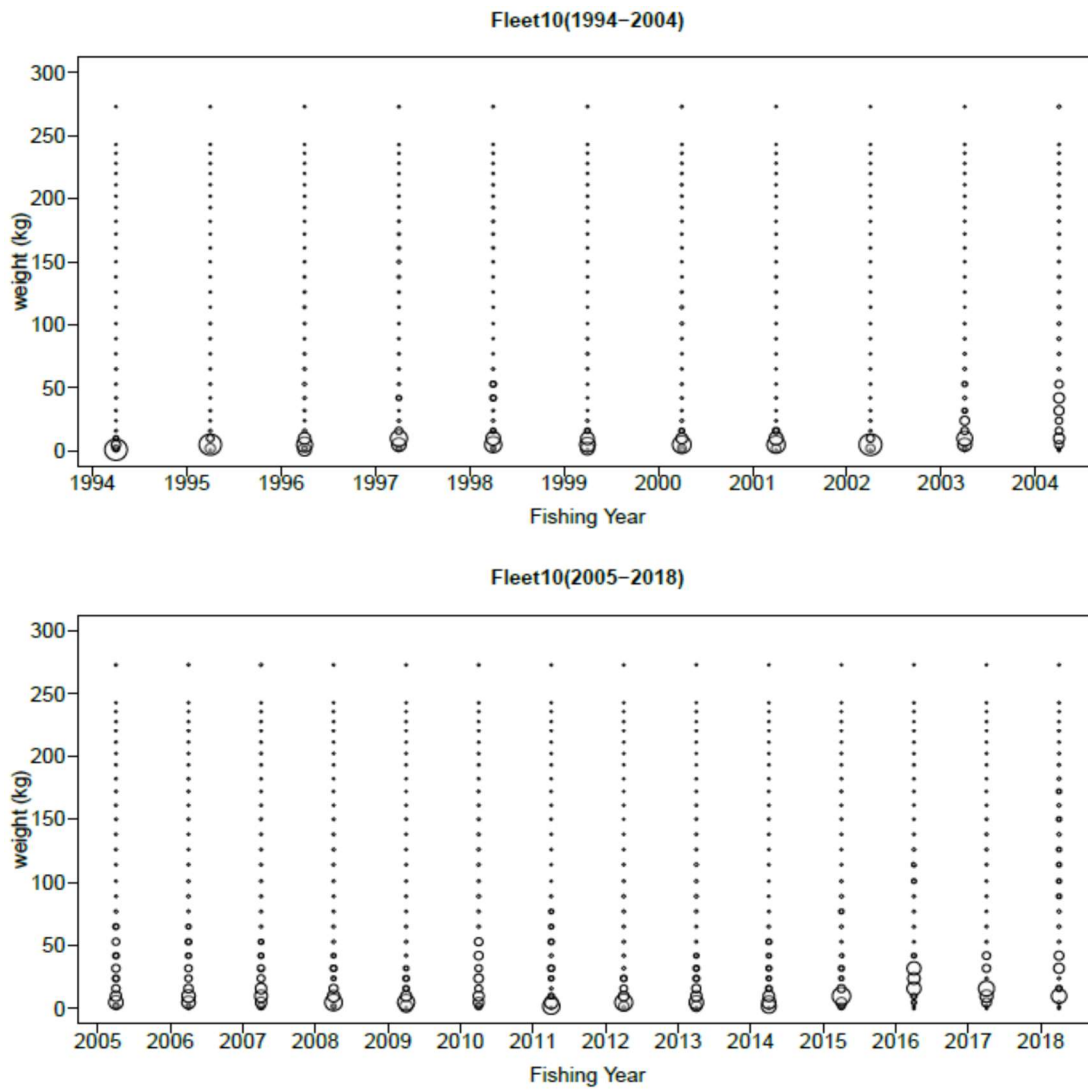 Fleet10(1994−2004)
300
250
200
150
100
50
0
weight (kg)
1994 1995 1996 1997 1998 1999 2000 2001 2002 2003 2004
Fishing Year
Fleet10(2005−2018)
300
250
200
150
100
50
0
weight (kg)
2005 2006 2007 2008 2009 2010 2011 2012 2013 2014 2015 2016 2017 2018
Fishing Year